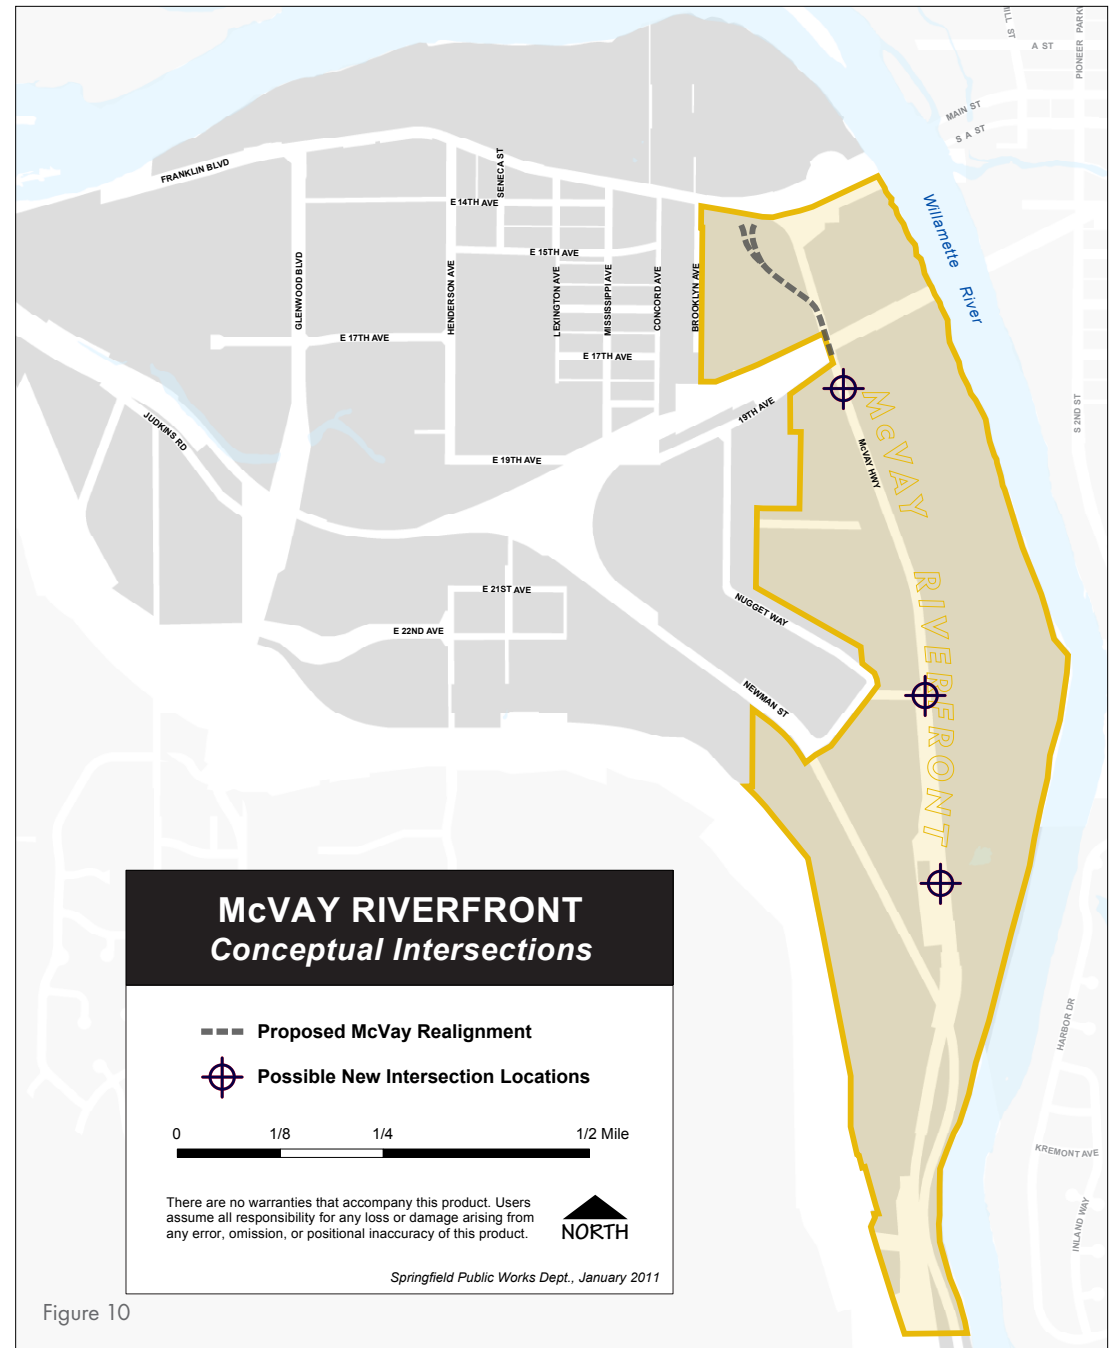 HILL ST
A ST
PIONEER PARKW
MAIN ST
S A ST
FRANKLIN BLVD
SENECA ST
E 14TH AVE
Willamette River
E 15TH AVE
GLENWOOD BLVD
HENDERSON AVE
LEXINGTON AVE
MISSISSIPPI AVE
CONCORD AVE
BROOKLYN AVE
E 17TH AVE
E 17TH AVE
S 2ND ST
JUDKINS RD
19TH AVE
McVAY HWY
McVAY RIVERFRONT
E 19TH AVE
E 21ST AVE
NUGGET WAY
E 22ND AVE
NEWMAN ST
McVAY RIVERFRONT
Conceptual Intersections
Proposed McVay Realignment
Possible New Intersection Locations
0 1/8 1/4 1/2 Mile
There are no warranties that accompany this product. Users
assume all responsibility for any loss or damage arising from
any error, omission, or positional inaccuracy of this product.
NORTH
Springfield Public Works Dept., January 2011
HARBOR DR
KREMONT AVE
INLAND WAY
Figure 10